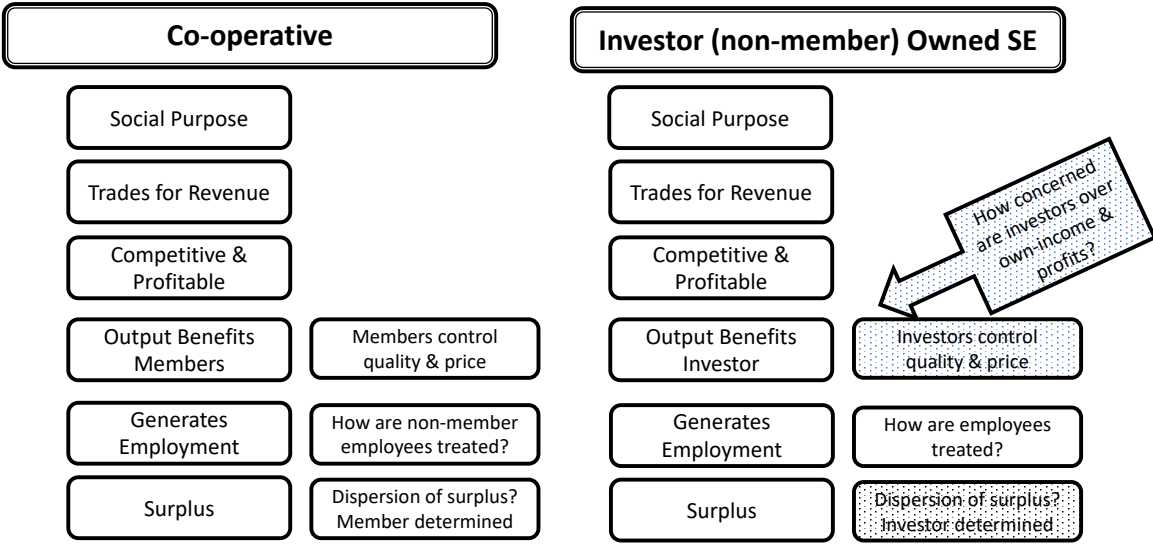 Co-operative
Social Purpose
Trades for Revenue
Competitive &
Profitable
Output Benefits
Members
Members control
quality & price
Generates
Employment
How are non-member
employees treated?
Surplus
Dispersion of surplus?
Member determined
Investor (non-member) Owned SE
Social Purpose
Trades for Revenue
Competitive &
Profitable
How concerned
are investors over
own-income &
profits?
Output Benefits
Investor
Investors control
quality & price
Generates
Employment
How are employees
treated?
Surplus
Dispersion of surplus?
Investor determined